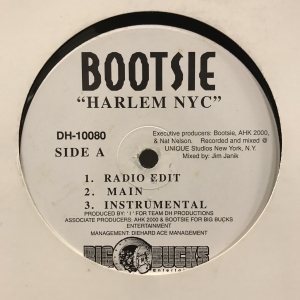 BOOTSIE
"HARLEM NYC"
DH-10080
SIDE A
Executive producers: Bootsie, AHK 2000,
& Nat Nelson. Recorded and mixed @
UNIQUE Studios New York, N.Y.
Mixed by: Jim Janik
1. RADIO EDIT
2. MAIN
3. INSTRUMENTAL
PRODUCED BY: ' I ' FOR TEAM DH PRODUCTIONS
ASSOCIATE PRODUCERS: AHK 2000 & BOOTSIE FOR BIG BUCKS
ENTERTAINMENT
MANAGEMENT: DIEHARD ACE MANAGEMENT
BIG BUCKS